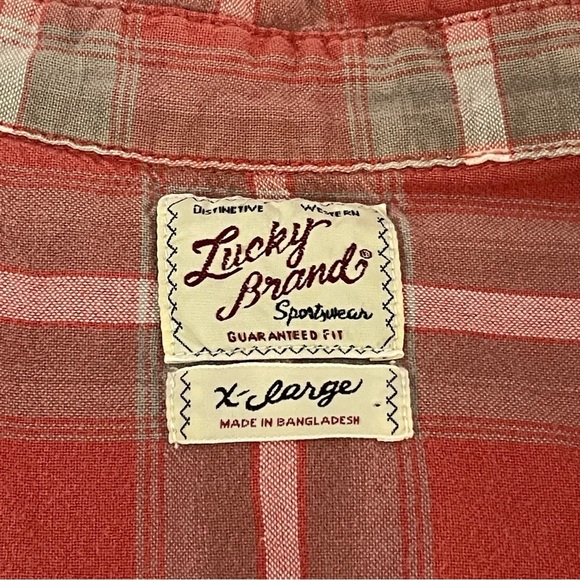 DISTINCTIVE WESTERN
Lucky
Brand®
Sportswear
GUARANTEED FIT
X-Large
MADE IN BANGLADESH